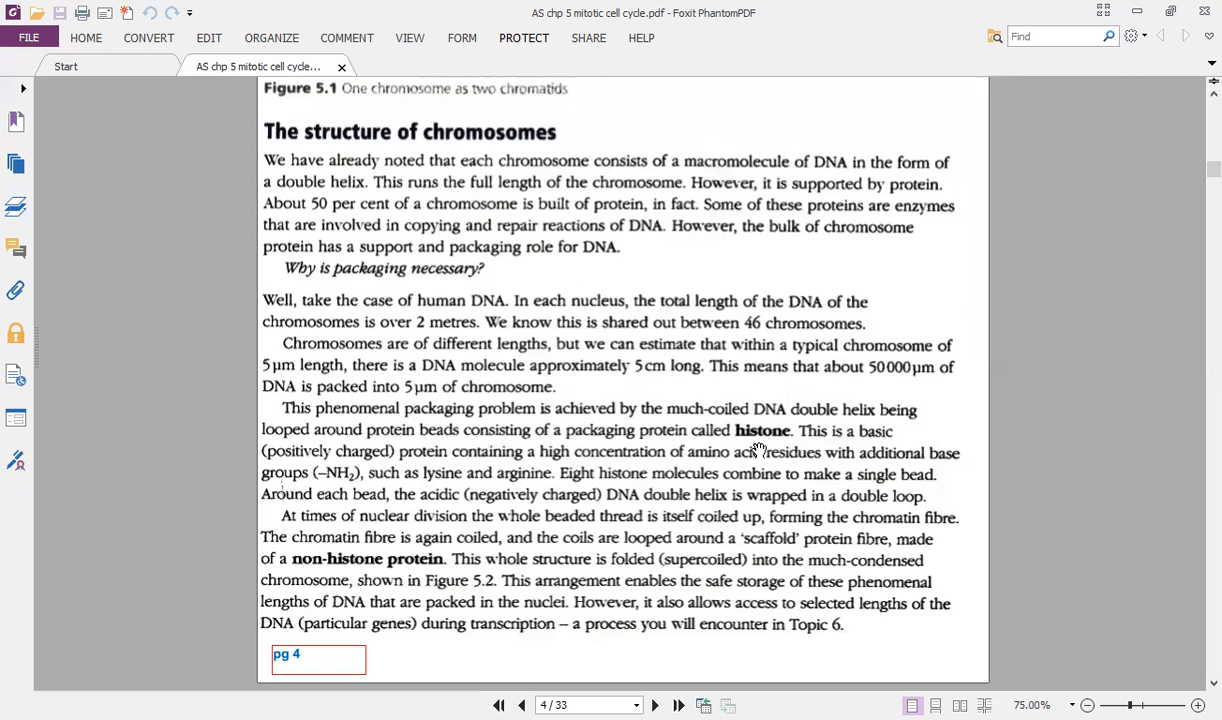 AS chp 5 mitotic cell cycle.pdf - Foxit PhantomPDF
FILE HOME CONVERT EDIT ORGANIZE COMMENT VIEW FORM PROTECT SHARE HELP Find
Start AS chp 5 mitotic cell cycle...
Figure 5.1 One chromosome as two chromatids
The structure of chromosomes
We have already noted that each chromosome consists of a macromolecule of DNA in the form of
a double helix. This runs the full length of the chromosome. However, it is supported by protein.
About 50 per cent of a chromosome is built of protein, in fact. Some of these proteins are enzymes
that are involved in copying and repair reactions of DNA. However, the bulk of chromosome
protein has a support and packaging role for DNA.
Why is packaging necessary?
Well, take the case of human DNA. In each nucleus, the total length of the DNA of the
chromosomes is over 2 metres. We know this is shared out between 46 chromosomes.
Chromosomes are of different lengths, but we can estimate that within a typical chromosome of
5 µm length, there is a DNA molecule approximately 5 cm long. This means that about 50 000 µm of
DNA is packed into 5 µm of chromosome.
This phenomenal packaging problem is achieved by the much-coiled DNA double helix being
looped around protein beads consisting of a packaging protein called histone. This is a basic
(positively charged) protein containing a high concentration of amino acid residues with additional base
groups (–NH₂), such as lysine and arginine. Eight histone molecules combine to make a single bead.
Around each bead, the acidic (negatively charged) DNA double helix is wrapped in a double loop.
At times of nuclear division the whole beaded thread is itself coiled up, forming the chromatin fibre.
The chromatin fibre is again coiled, and the coils are looped around a 'scaffold' protein fibre, made
of a non-histone protein. This whole structure is folded (supercoiled) into the much-condensed
chromosome, shown in Figure 5.2. This arrangement enables the safe storage of these phenomenal
lengths of DNA that are packed in the nuclei. However, it also allows access to selected lengths of the
DNA (particular genes) during transcription – a process you will encounter in Topic 6.
pg 4
4 / 33 75.00%